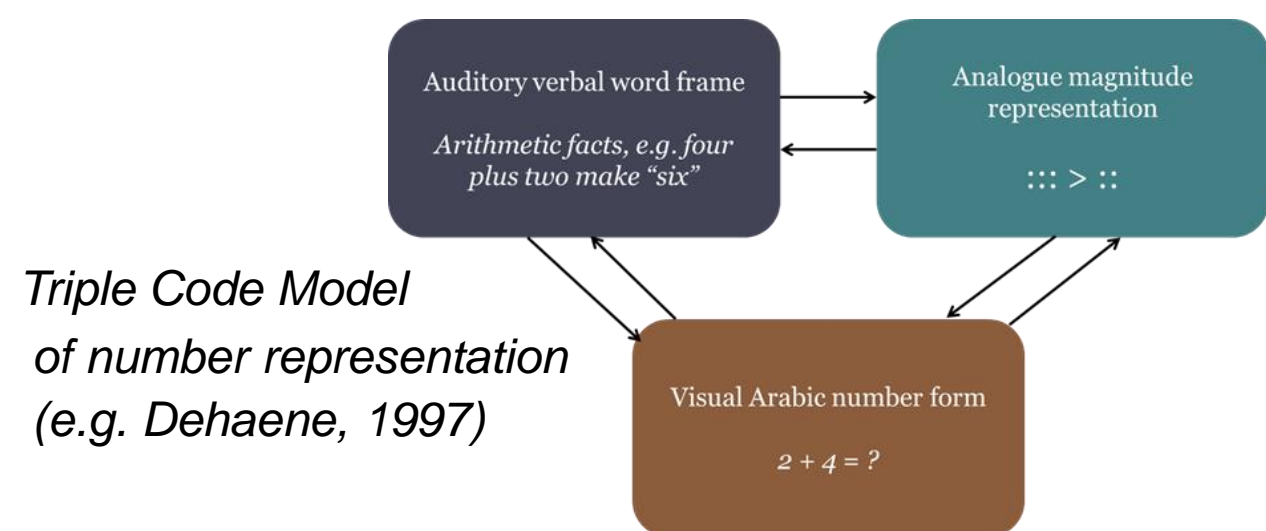 Auditory verbal word frame
Arithmetic facts, e.g. four
plus two make “six”
Analogue magnitude
representation
::: > ::
Triple Code Model
of number representation
(e.g. Dehaene, 1997)
Visual Arabic number form
2 + 4 = ?